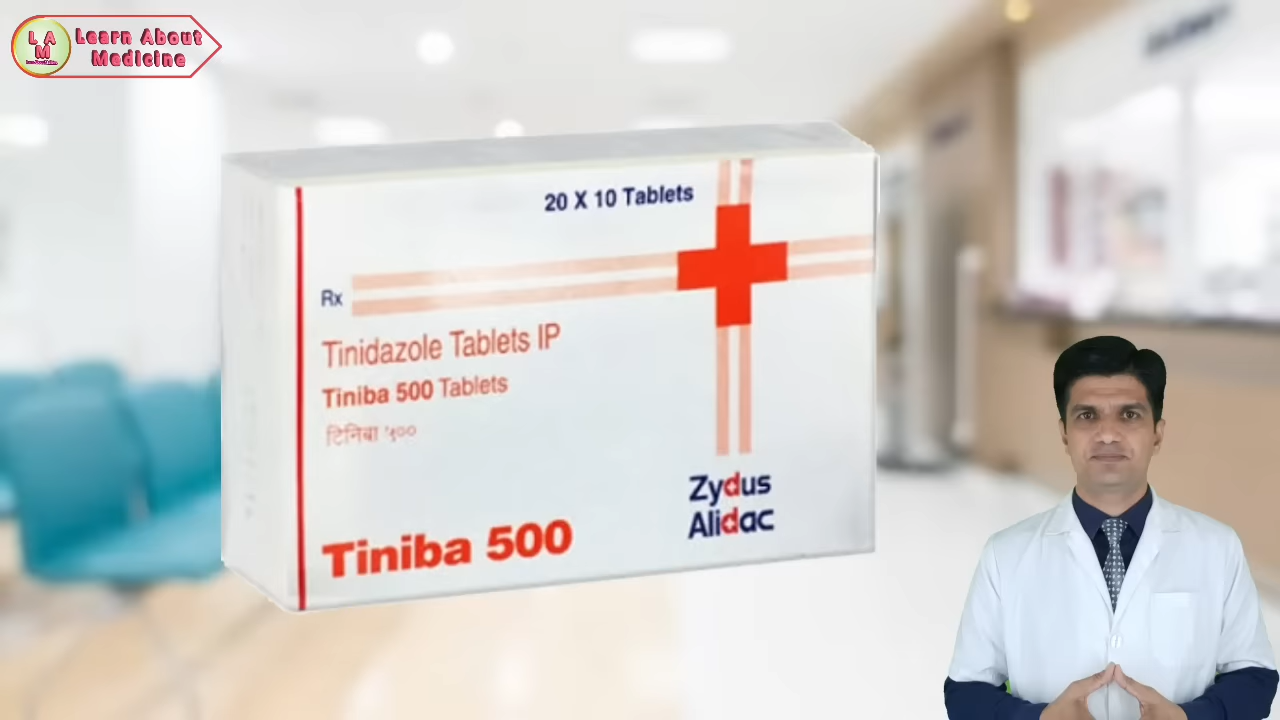 L A
M
Learn About
Medicine
20 X 10 Tablets
Rx
Tinidazole Tablets IP
Tiniba 500 Tablets
टिनिबा ५००
Zydus
Alidac
Tiniba 500